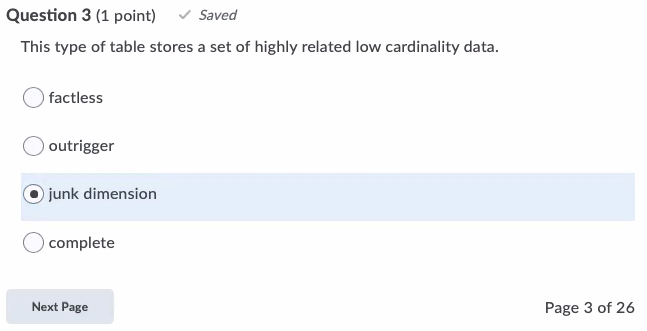 Question 3 (1 point) ✓ Saved
This type of table stores a set of highly related low cardinality data.
factless
outrigger
junk dimension
complete
Next Page Page 3 of 26